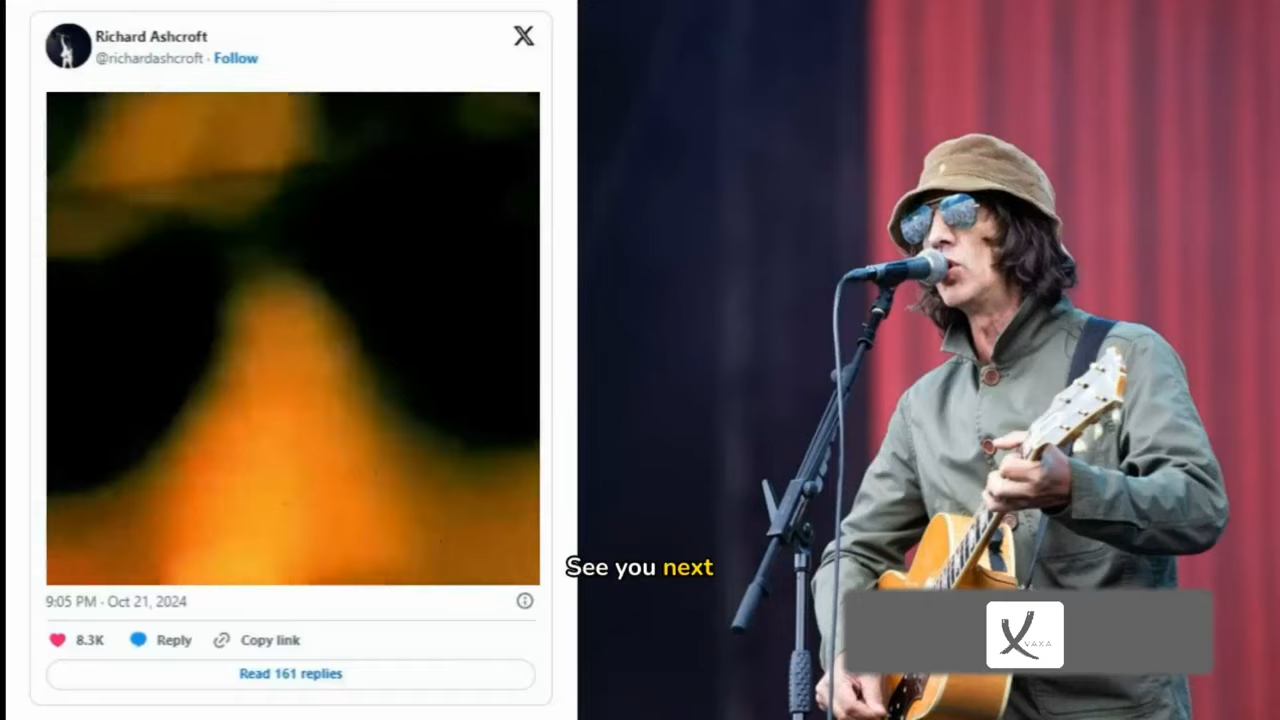 Richard Ashcroft
@richardashcroft · Follow
9:05 PM · Oct 21, 2024
8.3K Reply Copy link
Read 161 replies
See you next
VAXA